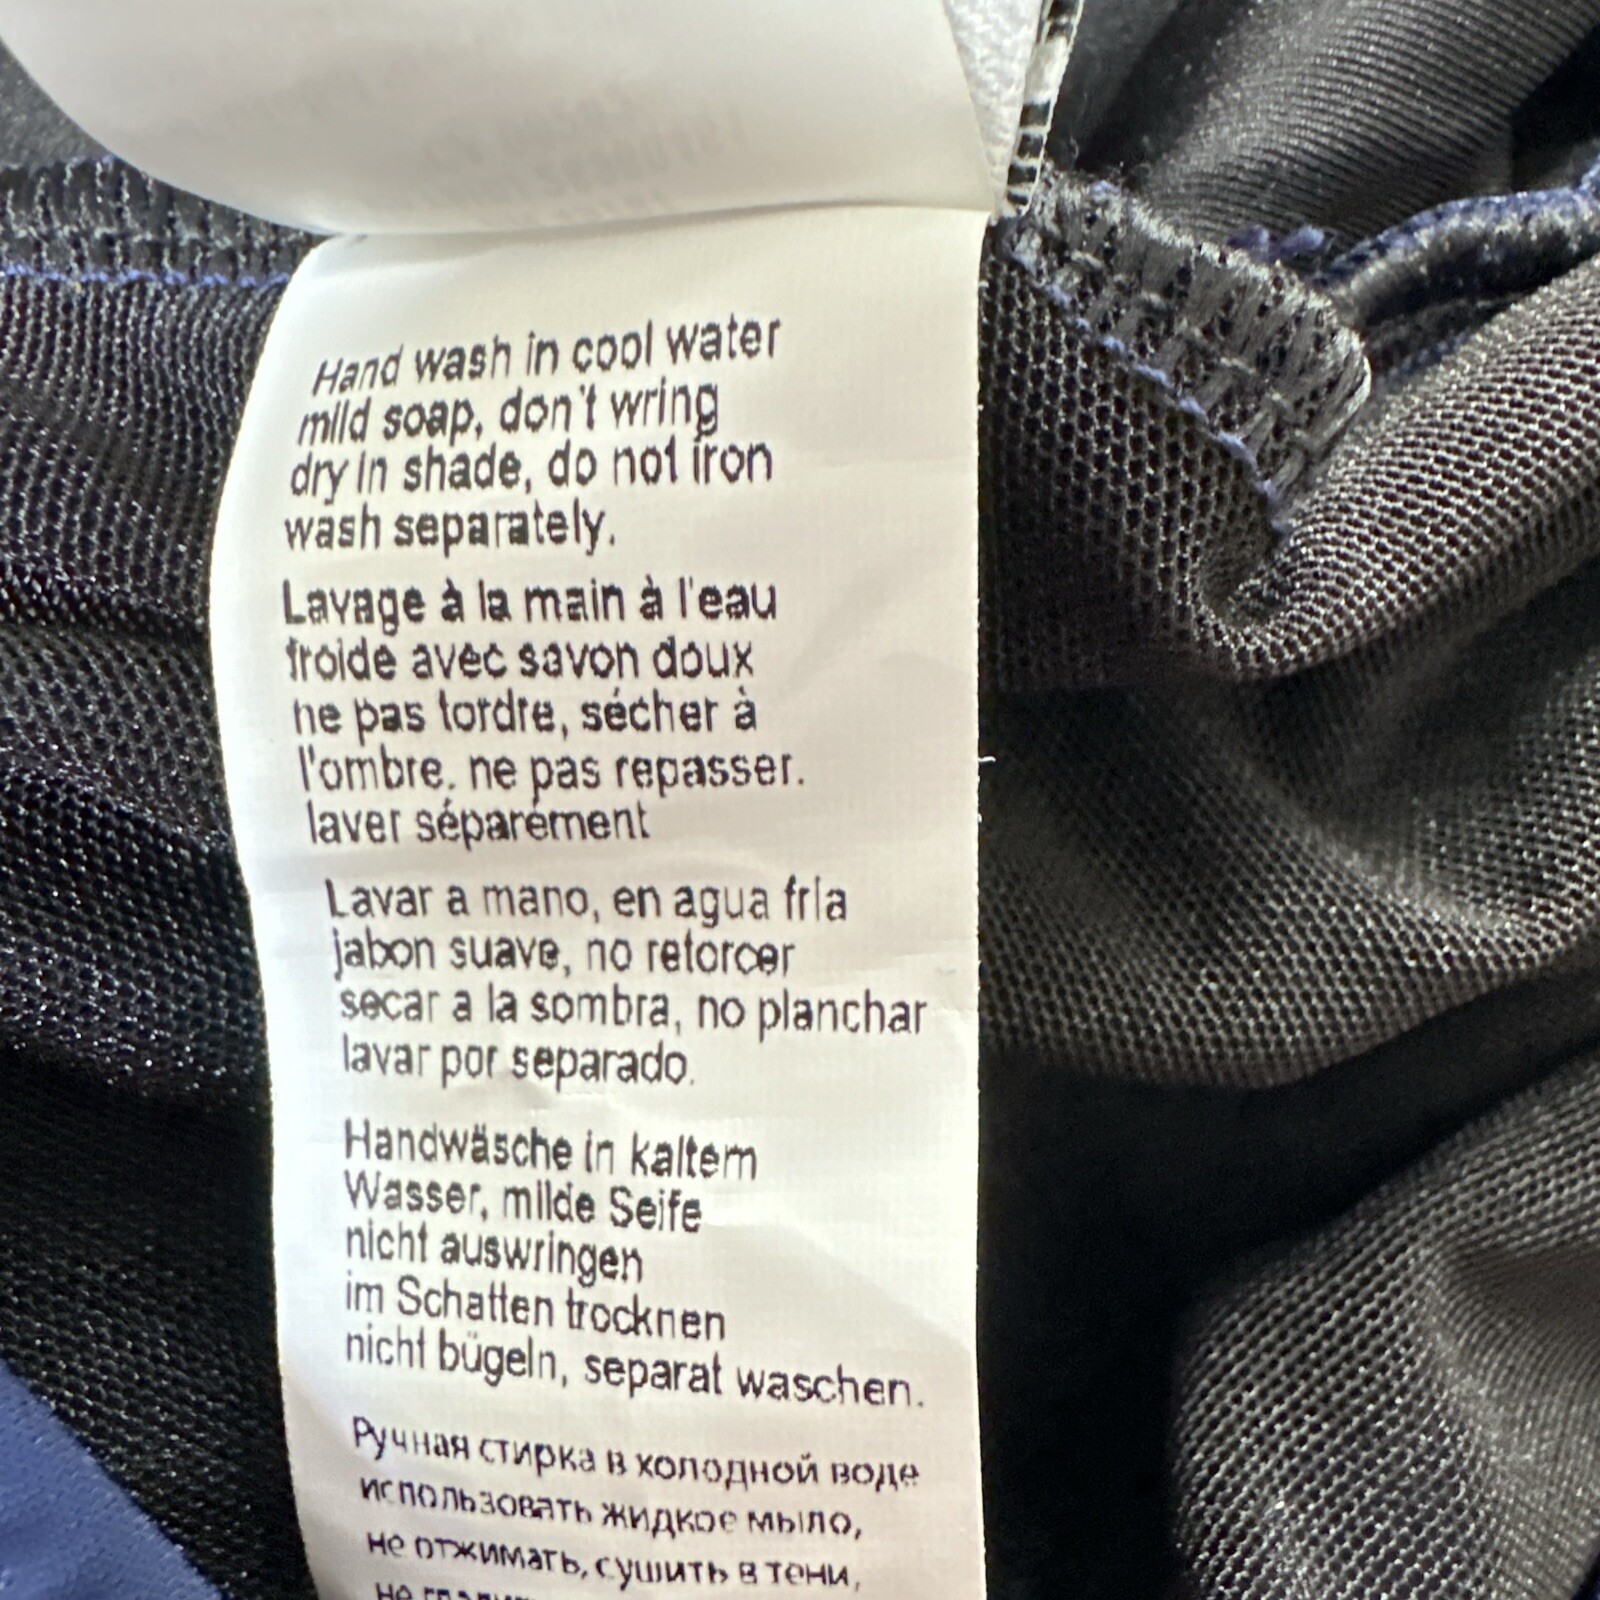 Hand wash in cool water
mild soap, don't wring
dry in shade, do not iron
wash separately.
Lavage à la main à l'eau
froide avec savon doux
ne pas tordre, sécher à
l'ombre. ne pas repasser.
laver séparément
Lavar a mano, en agua fría
jabon suave, no retorcer
secar a la sombra, no planchar
lavar por separado.
Handwäsche in kaltem
Wasser, milde Seife
nicht auswringen
im Schatten trocknen
nicht bügeln, separat waschen.
Ручная стирка в холодной воде
использовать жидкое мыло,
не отжимать, сушить в тени,
не